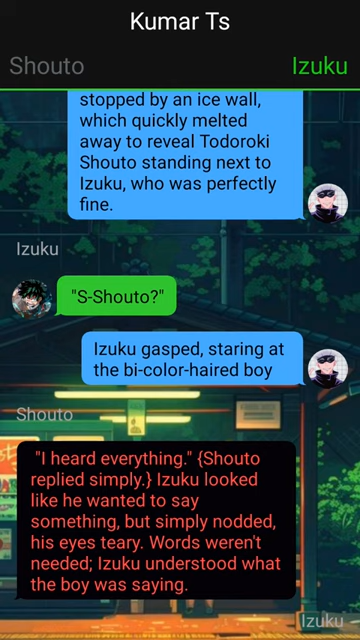 Kumar Ts
Shouto
Izuku
stopped by an ice wall,
which quickly melted
away to reveal Todoroki
Shouto standing next to
Izuku, who was perfectly
fine.
Izuku
"S-Shouto?"
Izuku gasped, staring at
the bi-color-haired boy
Shouto
"I heard everything." {Shouto
replied simply.} Izuku looked
like he wanted to say
something, but simply nodded,
his eyes teary. Words weren't
needed; Izuku understood what
the boy was saying.
Izuku